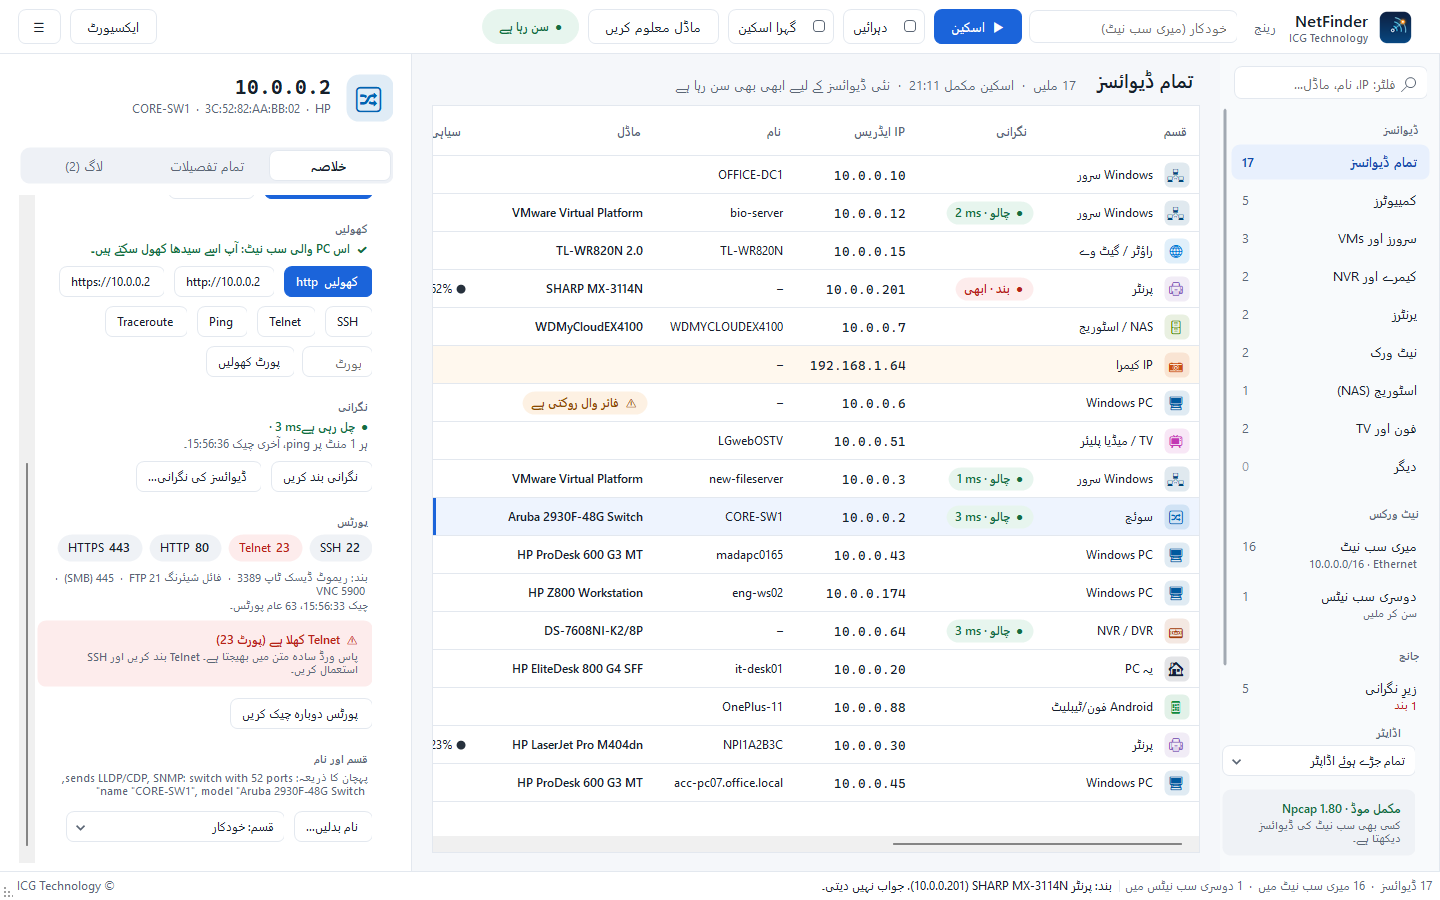 NetFinder
ICG Technology
رینج
خودکار (میری سب نیٹ)
اسکین
دہرائیں
گہرا اسکین
ماڈل معلوم کریں
● سن رہا ہے
ایکسپورٹ
☰
فلٹر: IP، نام، ماڈل...
ڈیوائسز
تمام ڈیوائسز 17
کمپیوٹرز 5
سرورز اور VMs 3
کیمرے اور NVR 2
پرنٹرز 2
نیٹ ورک 2
اسٹوریج (NAS) 1
فون اور TV 2
دیگر 0
نیٹ ورکس
میری سب نیٹ 16
10.0.0.0/16 · Ethernet
دوسری سب نیٹس 1
سن کر ملیں
جانچ
زیر نگرانی 5
1 بند
اڈاپٹر
تمام جڑے ہوئے اڈاپٹر
مکمل موڈ · Npcap 1.80
کسی بھی سب نیٹ کی ڈیوائسز
دیکھتا ہے۔
تمام ڈیوائسز
17 ملیں · اسکین مکمل 21:11 · نئی ڈیوائسز کے لیے ابھی بھی سن رہا ہے
قسم نگرانی IP ایڈریس نام ماڈل سیاہی
Windows سرور 10.0.0.10 OFFICE-DC1
Windows سرور ● چالو · 2 ms 10.0.0.12 bio-server VMware Virtual Platform
راؤٹر / گیٹ وے 10.0.0.15 TL-WR820N TL-WR820N 2.0
پرنٹر ● بند · ابھی 10.0.0.201 – SHARP MX-3114N ● 52%
NAS / اسٹوریج 10.0.0.7 WDMYCLOUDEX4100 WDMyCloudEX4100
IP کیمرا 192.168.1.64 –
Windows PC 10.0.0.6 – ⚠ فائر وال روکتی ہے
TV / میڈیا پلیئر 10.0.0.51 LGwebOSTV
Windows سرور ● چالو · 1 ms 10.0.0.3 new-fileserver VMware Virtual Platform
سوئچ ● چالو · 3 ms 10.0.0.2 CORE-SW1 Aruba 2930F-48G Switch
Windows PC 10.0.0.43 madapc0165 HP ProDesk 600 G3 MT
Windows PC 10.0.0.174 eng-ws02 HP Z800 Workstation
NVR / DVR ● چالو · 3 ms 10.0.0.64 – DS-7608NI-K2/8P
یہ PC 10.0.0.20 it-desk01 HP EliteDesk 800 G4 SFF
Android فون/ٹیبلیٹ 10.0.0.88 OnePlus-11
پرنٹر 10.0.0.30 NPI1A2B3C HP LaserJet Pro M404dn ● 23%
Windows PC 10.0.0.45 acc-pc07.office.local HP ProDesk 600 G3 MT
10.0.0.2
CORE-SW1 · 3C:52:82:AA:BB:02 · HP
خلاصہ
تمام تفصیلات
لاگ (2)
کھولیں
✔ اس PC والی سب نیٹ: آپ اسے سیدھا کھول سکتے ہیں۔
کھولیں http
http://10.0.0.2
https://10.0.0.2
SSH
Telnet
Ping
Traceroute
پورٹ
پورٹ کھولیں
نگرانی
● چل رہی ہے3 ms ·
ہر 1 منٹ پر ping، آخری چیک 15:56:36۔
نگرانی بند کریں
ڈیوائسز کی نگرانی...
پورٹس
SSH 22
Telnet 23
HTTP 80
HTTPS 443
بند: ریموٹ ڈیسک ٹاپ 3389 · فائل شیئرنگ (SMB) 445 · FTP 21 ·
VNC 5900
چیک 15:56:33، 63 عام پورٹس۔
⚠ Telnet کھلا ہے (پورٹ 23)
پاس ورڈ سادہ متن میں بھیجتا ہے۔ Telnet بند کریں اور SSH
استعمال کریں۔
پورٹس دوبارہ چیک کریں
قسم اور نام
پہچان کا ذریعہ: sends LLDP/CDP, SNMP: switch with 52 ports,
name "CORE-SW1", model "Aruba 2930F-48G Switch"
نام بدلیں...
قسم: خودکار
17 ڈیوائسز · 16 میری سب نیٹ میں · 1 دوسری سب نیٹس میں
بند: پرنٹر SHARP MX-3114N (10.0.0.201)، جواب نہیں دیتی۔
© ICG Technology